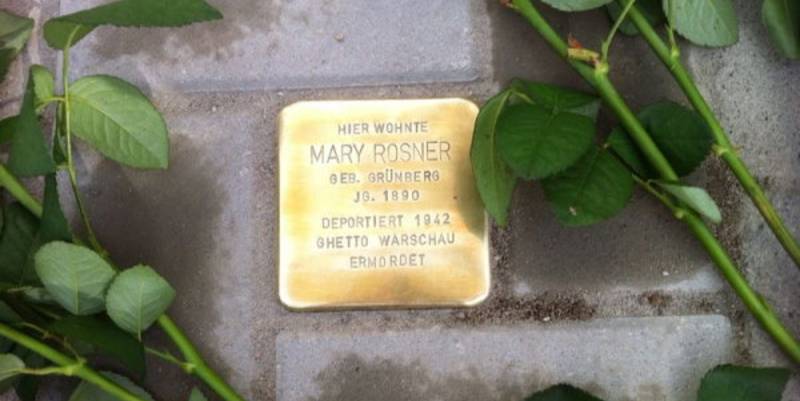 HIER WOHNTE
MARY ROSNER
GEB. GRÜNBERG
JG. 1890
DEPORTIERT 1942
GHETTO WARSCHAU
ERMORDET